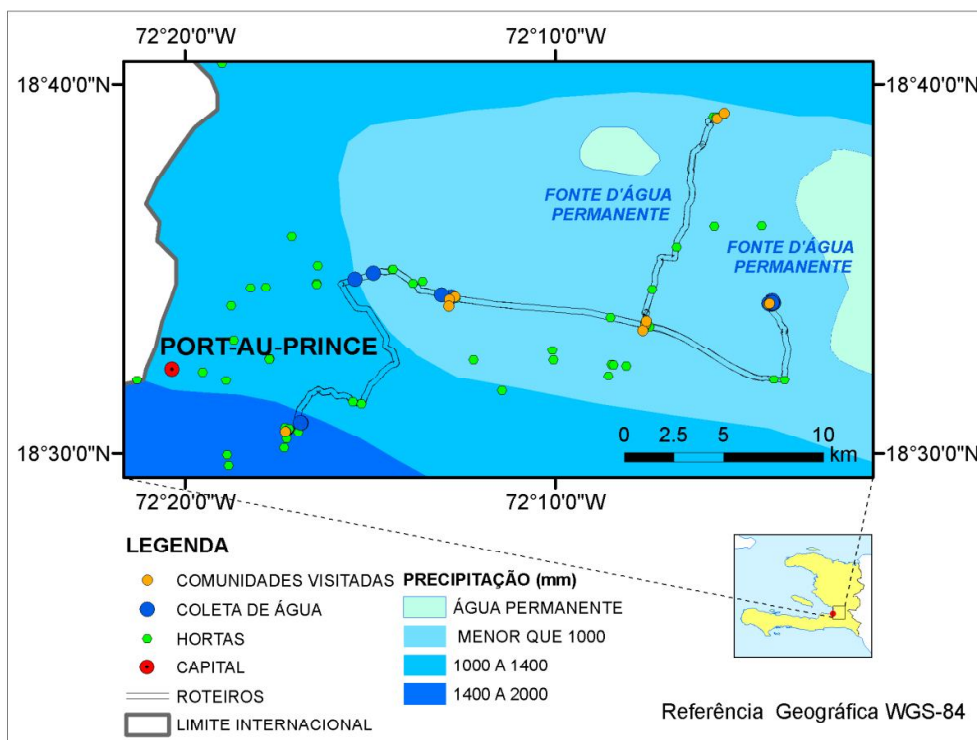 72°20'0"W 72°10'0"W
18°40'0"N 18°40'0"N
FONTE D'ÁGUA
PERMANENTE
FONTE D'ÁGUA
PERMANENTE
PORT-AU-PRINCE
0 2.5 5 10
km
18°30'0"N 18°30'0"N
72°20'0"W 72°10'0"W
LEGENDA
COMUNIDADES VISITADAS
COLETA DE ÁGUA
HORTAS
CAPITAL
ROTEIROS
LIMITE INTERNACIONAL
PRECIPITAÇÃO (mm)
ÁGUA PERMANENTE
MENOR QUE 1000
1000 A 1400
1400 A 2000
Referência Geográfica WGS-84